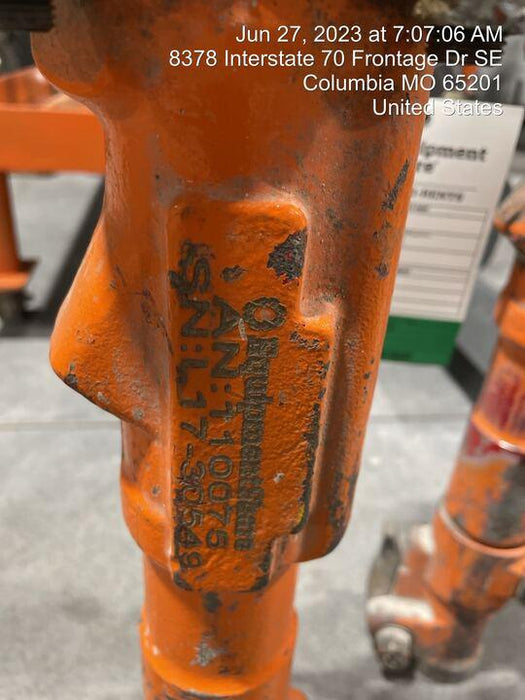 Jun 27, 2023 at 7:07:06 AM
8378 Interstate 70 Frontage Dr SE
Columbia MO 65201
United States
EquipmentShare
AN:110075
SN:L17-30549